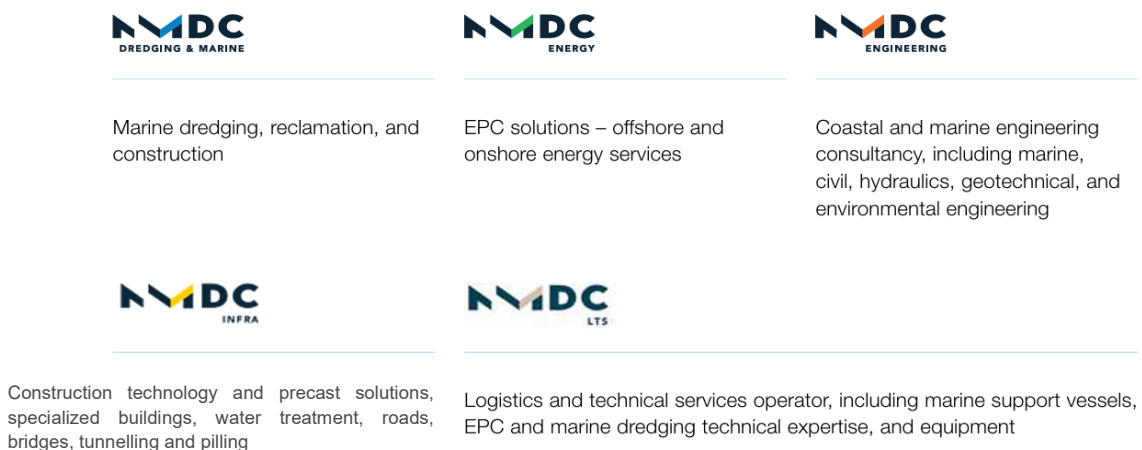 NMDC
DREDGING & MARINE
Marine dredging, reclamation, and
construction
NMDC
ENERGY
EPC solutions – offshore and
onshore energy services
NMDC
ENGINEERING
Coastal and marine engineering
consultancy, including marine,
civil, hydraulics, geotechnical, and
environmental engineering
NMDC
INFRA
Construction technology and precast solutions,
specialized buildings, water treatment, roads,
bridges, tunnelling and pilling
NMDC
LTS
Logistics and technical services operator, including marine support vessels,
EPC and marine dredging technical expertise, and equipment